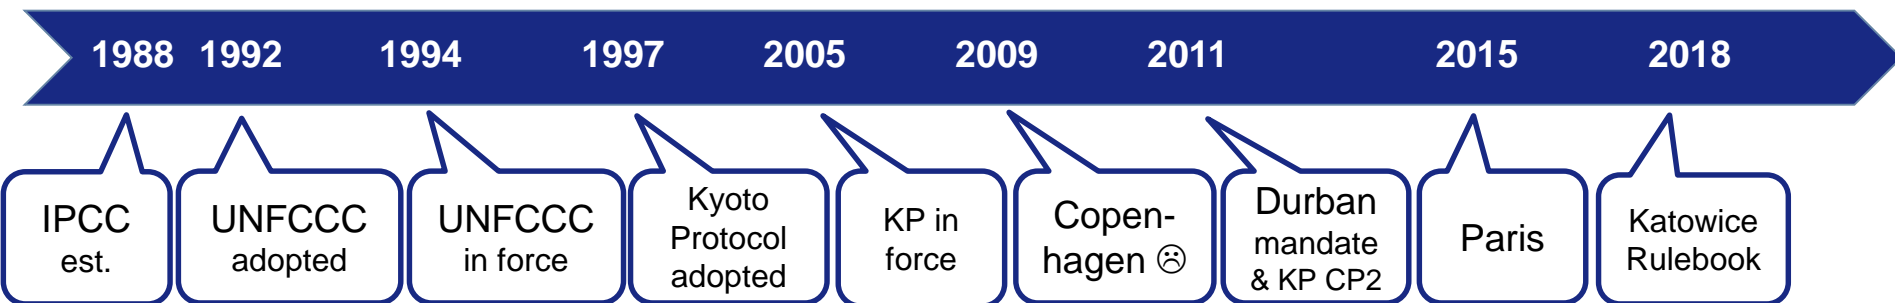 1988 1992 1994 1997 2005 2009 2011 2015 2018
IPCC
est.
UNFCCC
adopted
UNFCCC
in force
Kyoto
Protocol
adopted
KP in
force
Copen-
hagen ☹
Durban
mandate
& KP CP2
Paris
Katowice
Rulebook